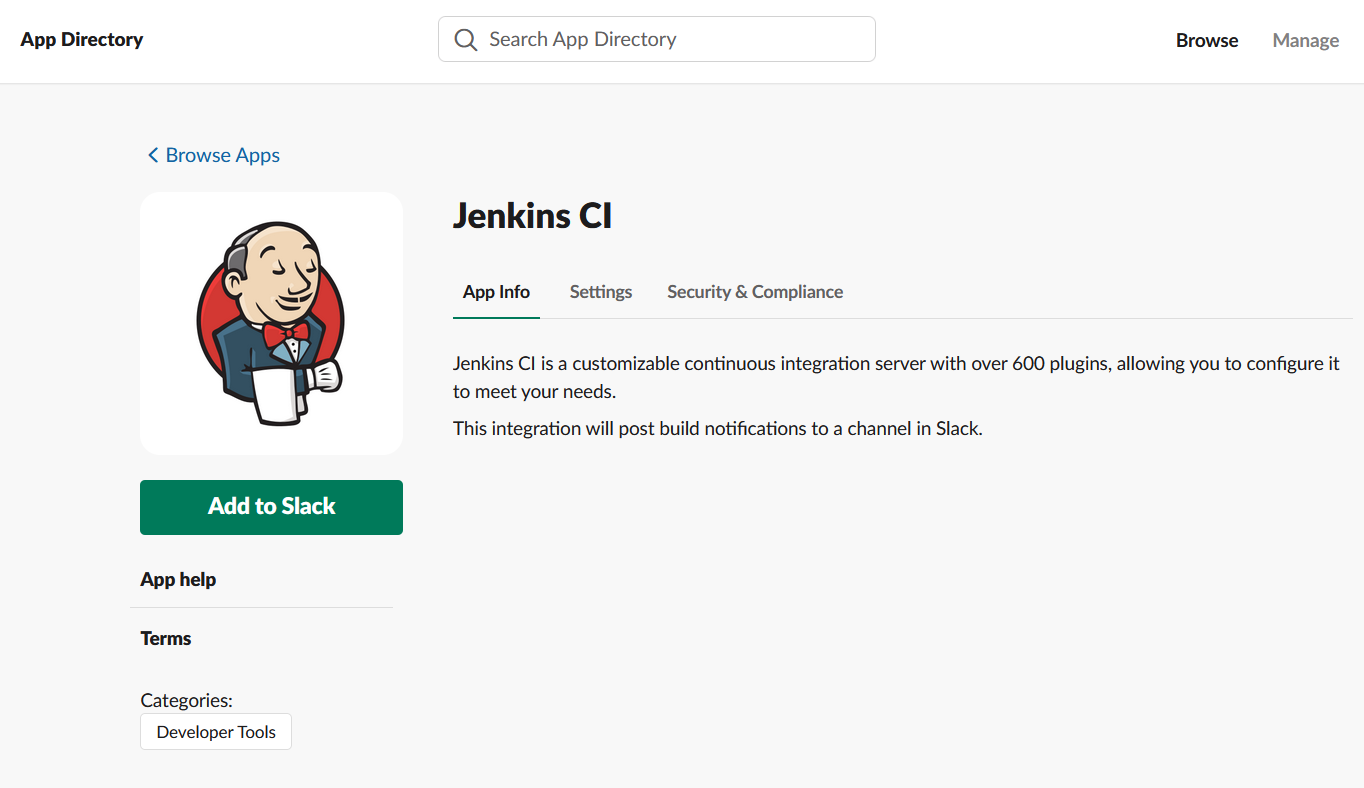 App Directory
Search App Directory
Browse
Manage
Browse Apps
Jenkins CI
App Info
Settings
Security & Compliance
Jenkins CI is a customizable continuous integration server with over 600 plugins, allowing you to configure it
to meet your needs.
This integration will post build notifications to a channel in Slack.
Add to Slack
App help
Terms
Categories:
Developer Tools